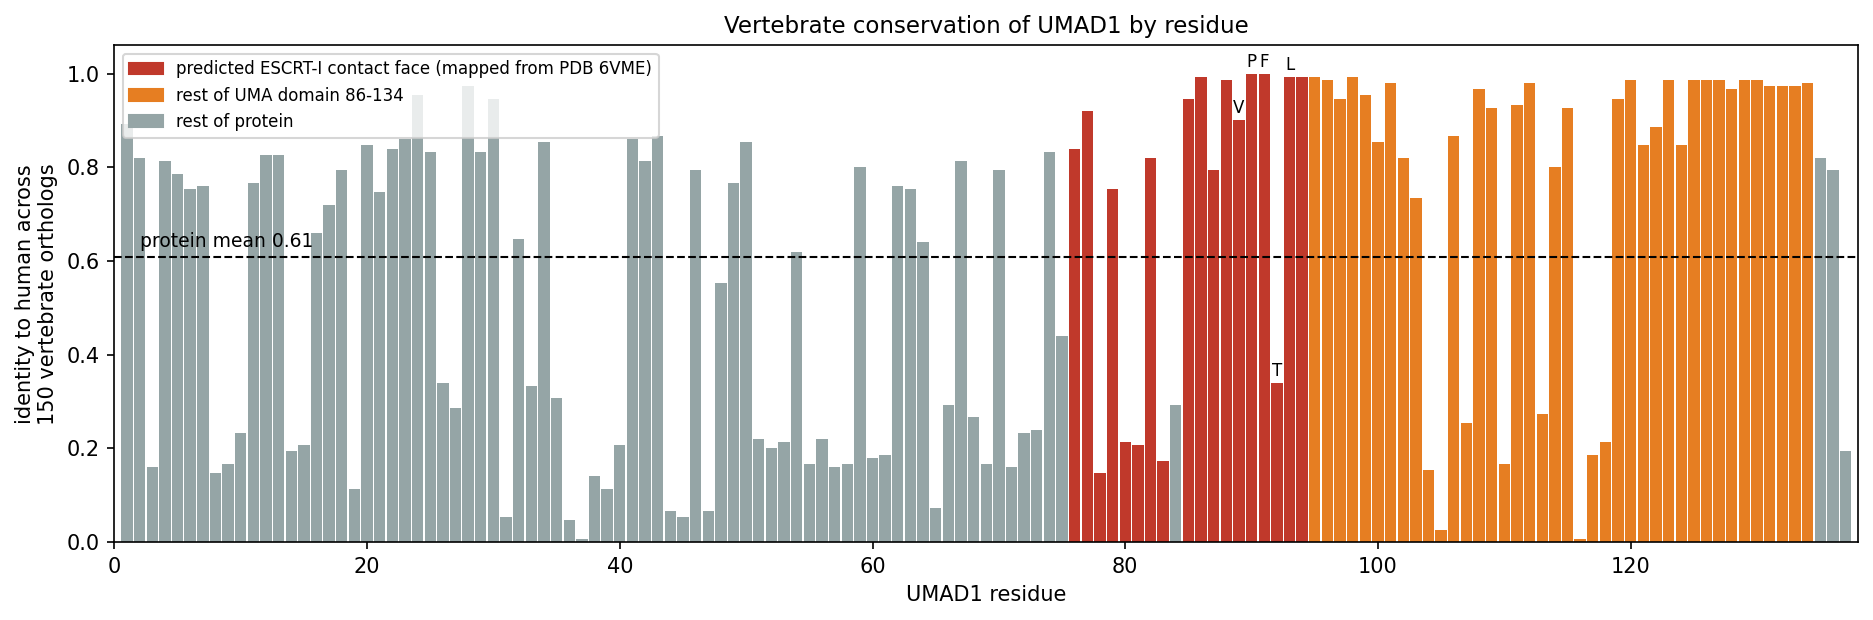 Vertebrate conservation of UMAD1 by residue
predicted ESCRT-I contact face (mapped from PDB 6VME)
rest of UMA domain 86-134
rest of protein
protein mean 0.61
V
P
F
T
L
identity to human across
150 vertebrate orthologs
1.0
0.8
0.6
0.4
0.2
0.0
0
20
40
60
80
100
120
UMAD1 residue